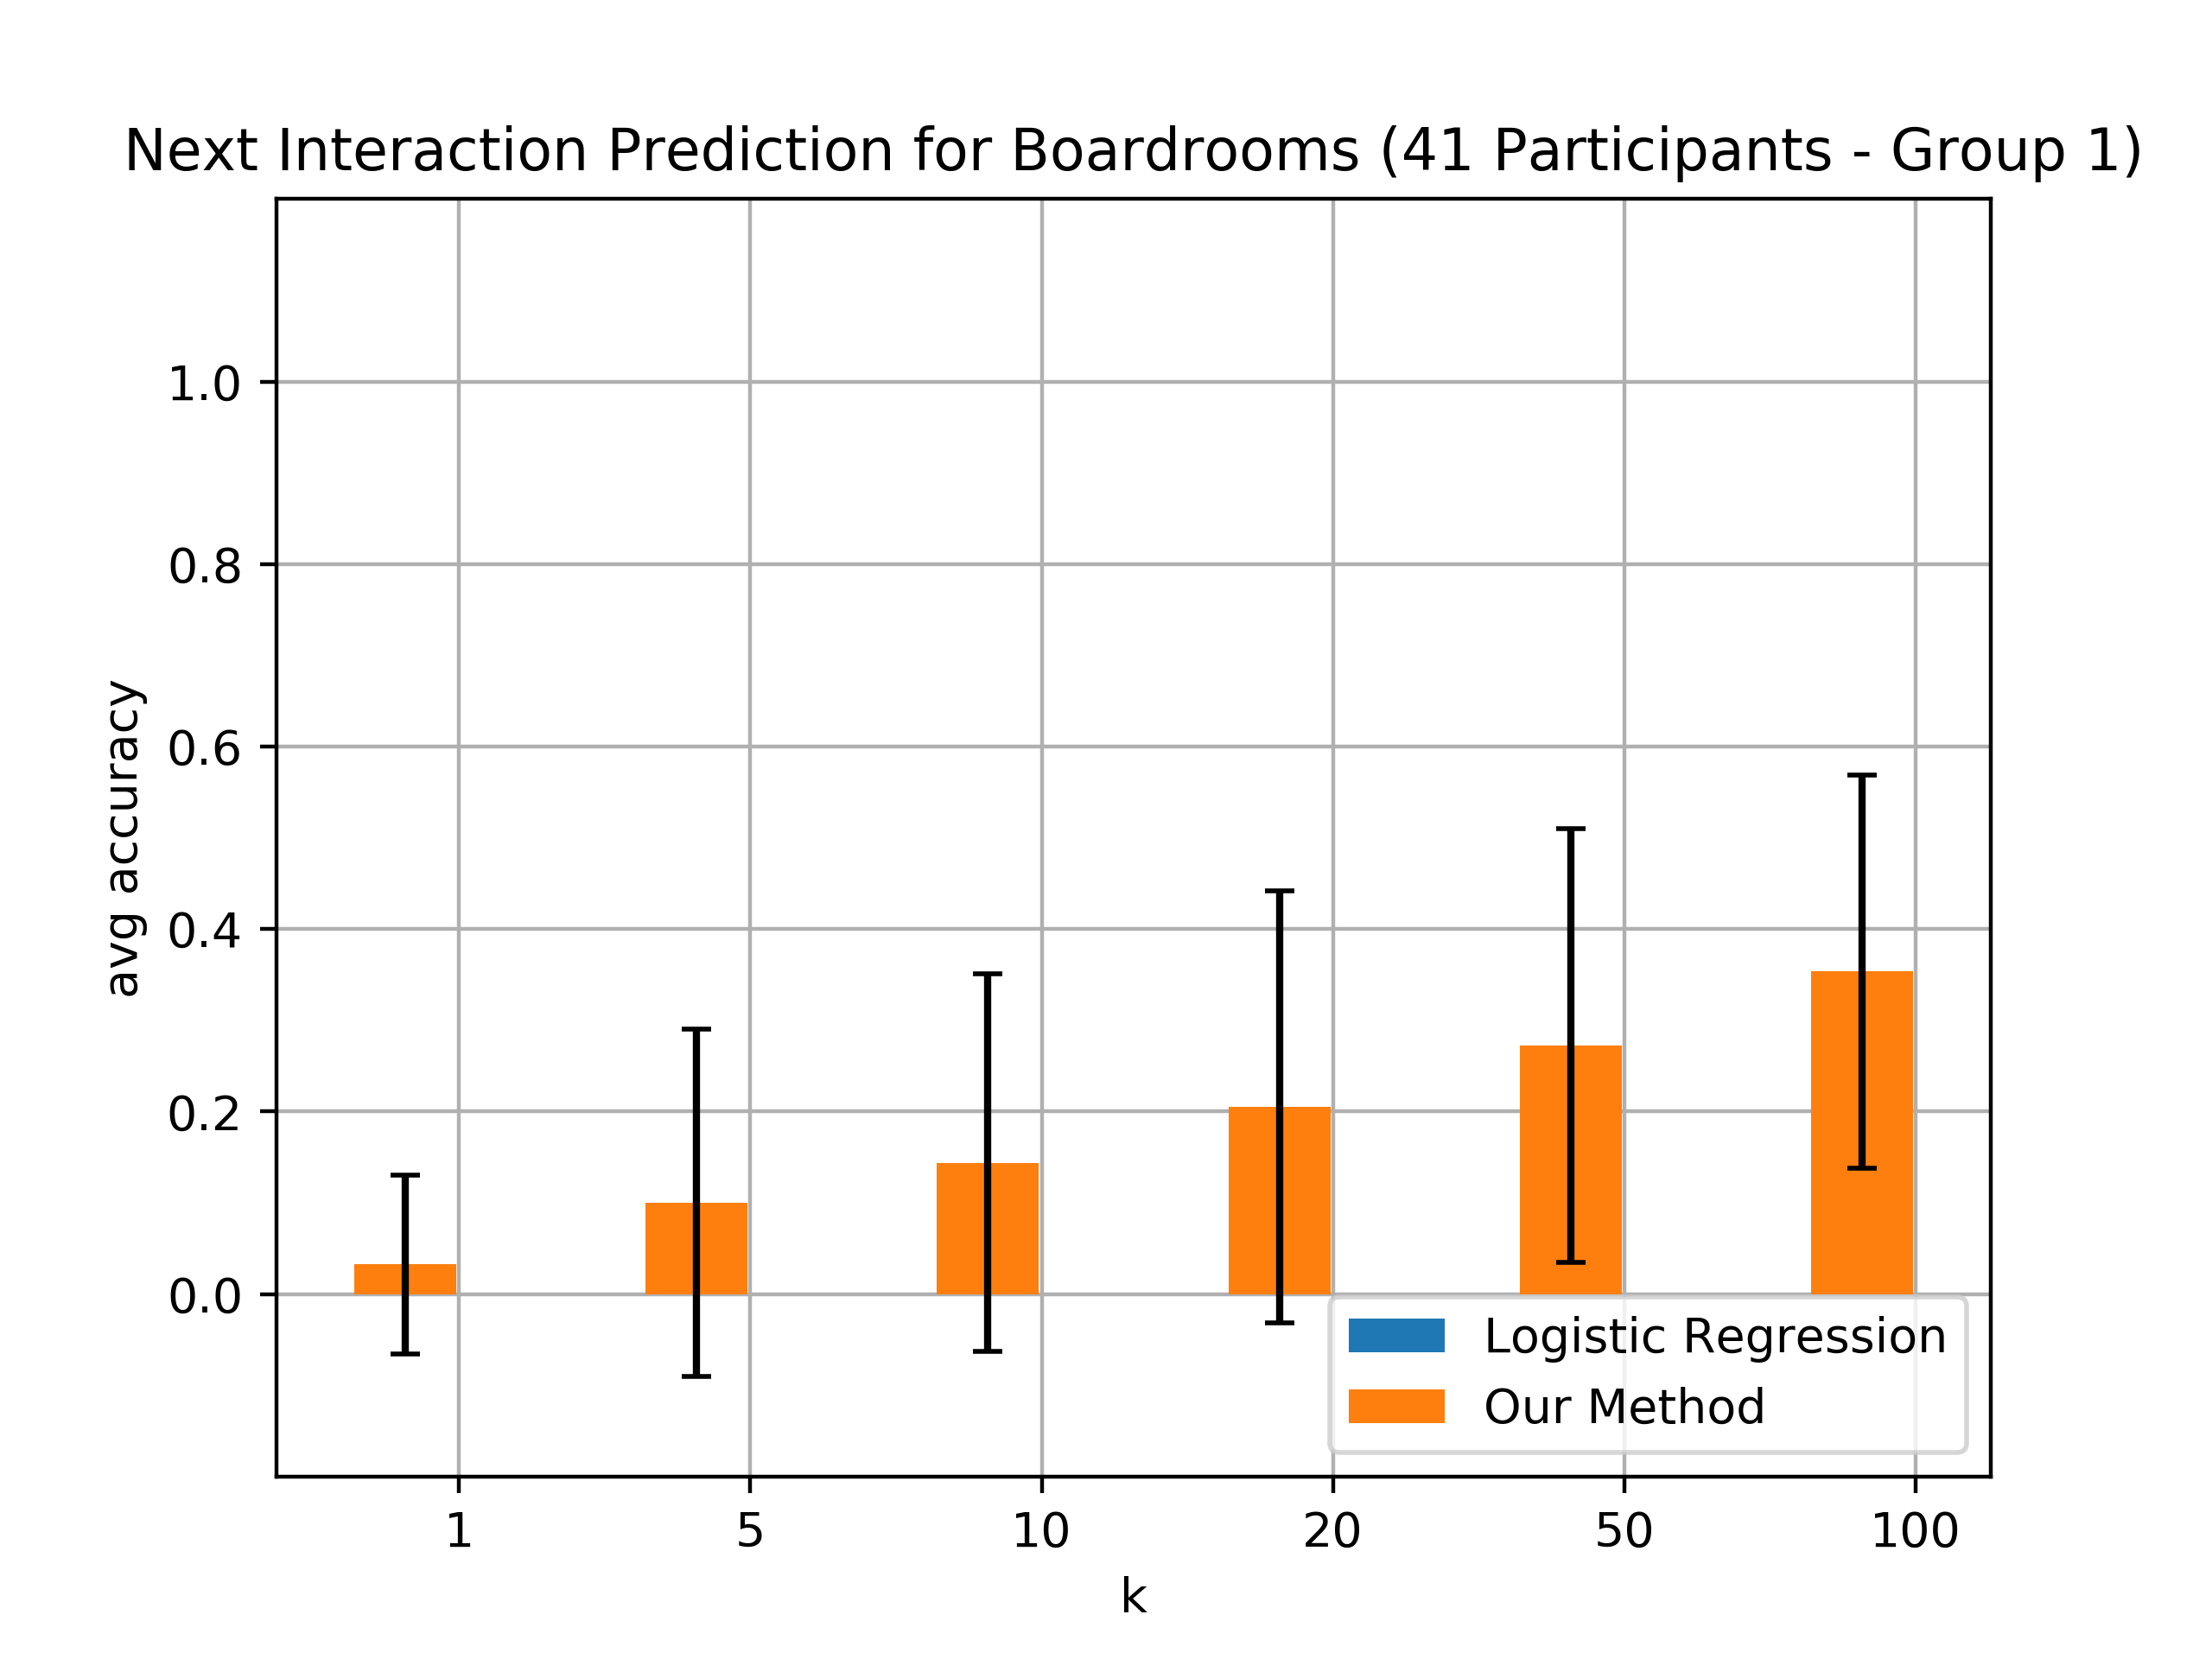 Next Interaction Prediction for Boardrooms (41 Participants - Group 1)
avg accuracy
1.0
0.8
0.6
0.4
0.2
0.0
Logistic Regression
Our Method
1 5 10 20 50 100
k